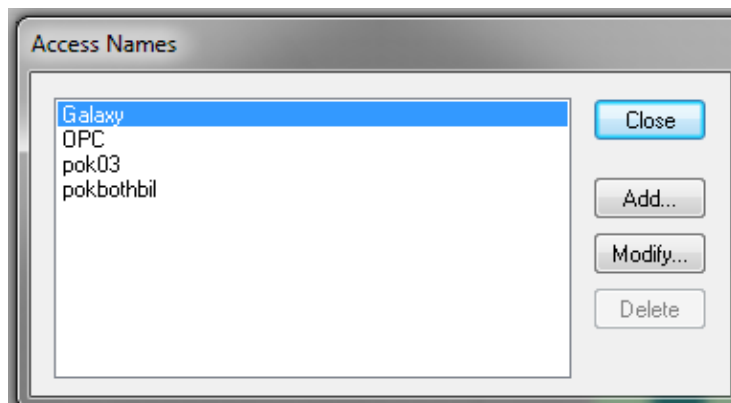 Access Names
Galaxy
OPC
pok03
pokbothbil
Close
Add...
Modify...
Delete